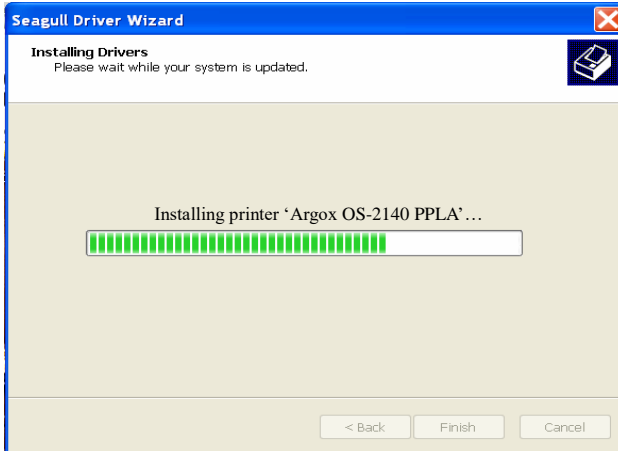 Seagull Driver Wizard
Installing Drivers
Please wait while your system is updated.
Installing printer ‘Argox OS-2140 PPLA’…
< Back
Finish
Cancel